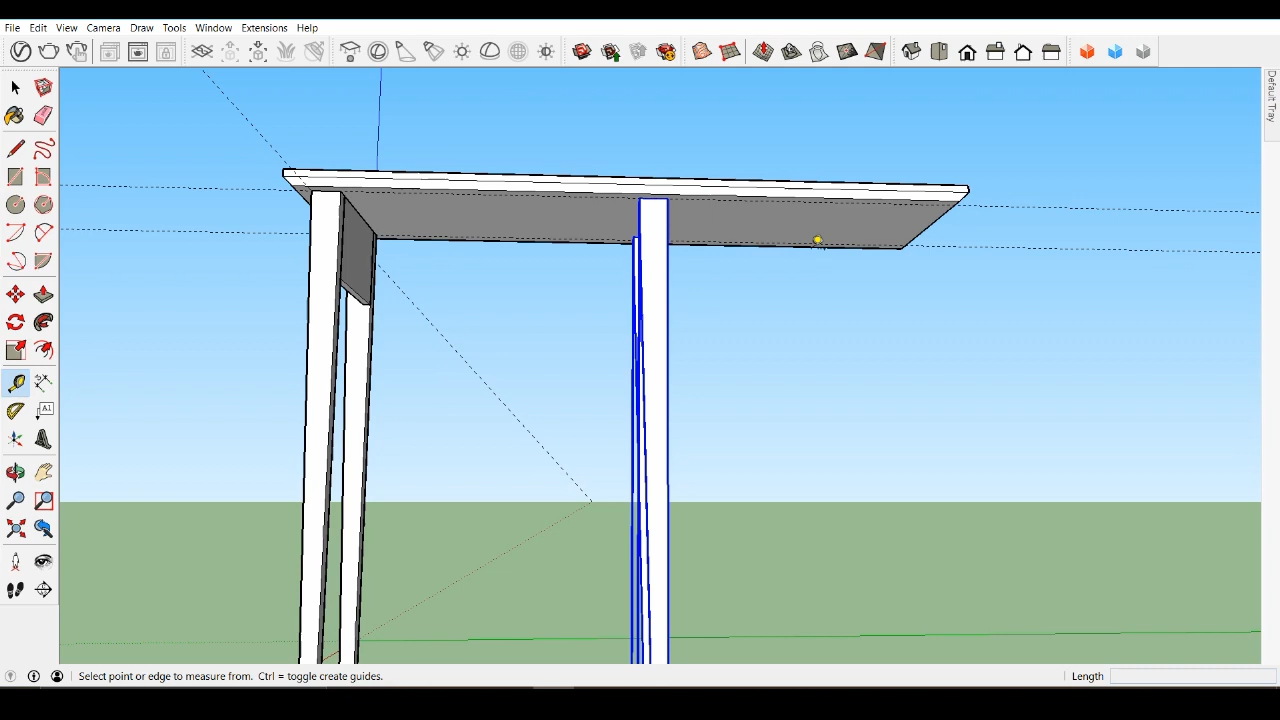 File Edit View Camera Draw Tools Window Extensions Help
A1
Default Tray
Select point or edge to measure from. Ctrl = toggle create guides.
Length